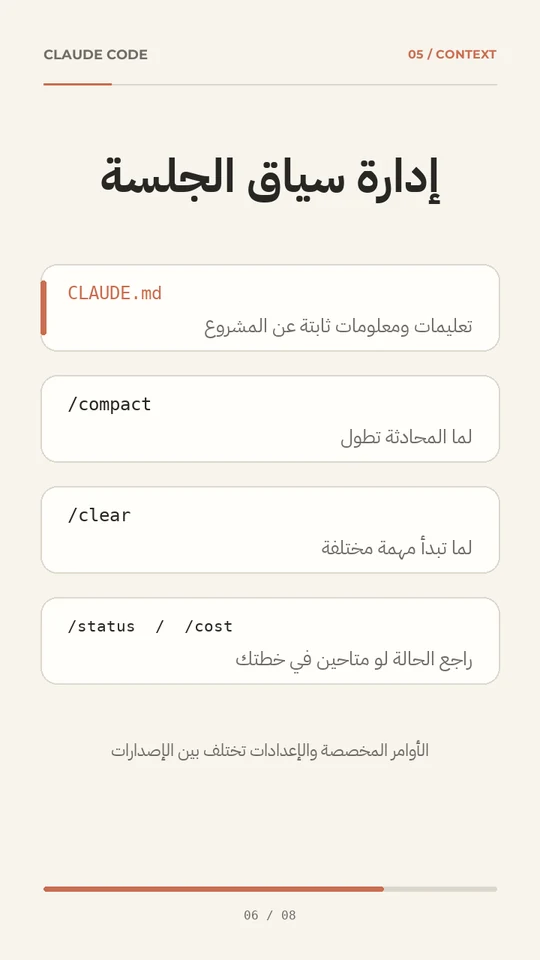 CLAUDE CODE
05 / CONTEXT
إدارة سياق الجلسة
CLAUDE.md
تعليمات ومعلومات ثابتة عن المشروع
/compact
لما المحادثة تطول
/clear
لما تبدأ مهمة مختلفة
/status / /cost
راجع الحالة لو متاحين في خطتك
الأوامر المخصصة والإعدادات تختلف بين الإصدارات
06 / 08